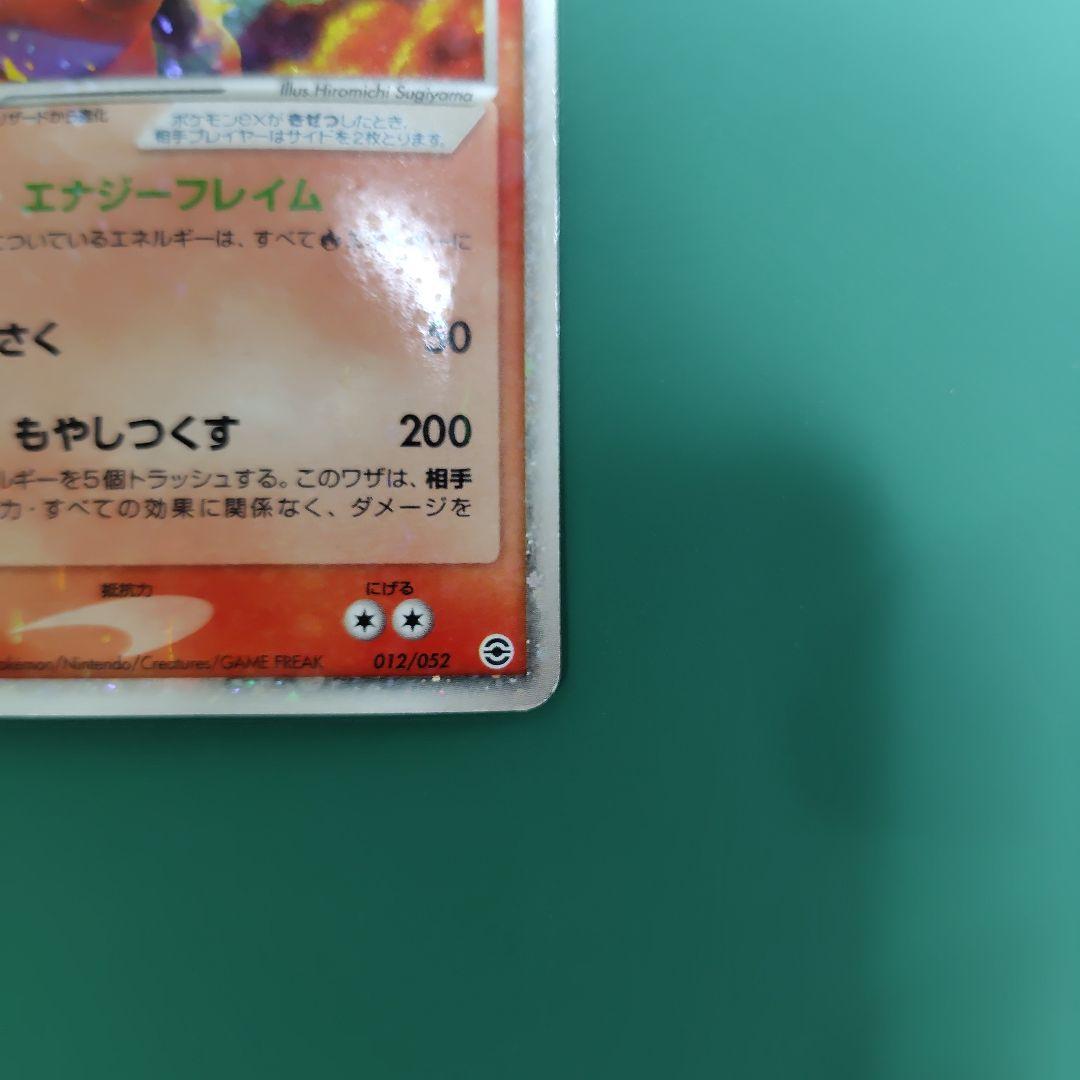 Illus. Hiromichi Sugiyama
ザードから進化
ポケモンexがきぜつしたとき、
相手プレイヤーはサイドを2枚とります。
エナジーフレイム
についているエネルギーは、すべて
に
さく
0
もやしつくす 200
ルギーを5個トラッシュする。このワザは、相手
力・すべての効果に関係なく、ダメージを
抵抗力 にげる
okémon/Nintendo/Creatures/GAME FREAK 012/052